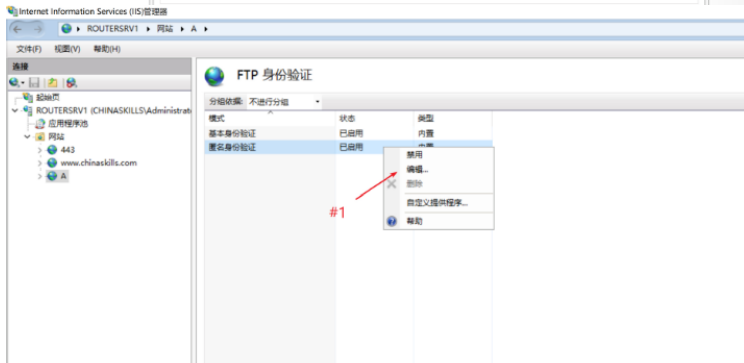 Internet Information Services (IIS)管理器
ROUTERSRV1 网站 A
文件(F) 视图(V) 帮助(H)
连接
起始页
ROUTERSRV1 (CHINASKILLS\Administrat
应用程序池
网站
443
www.chinaskills.com
A
FTP 身份验证
分组依据: 不进行分组
模式 状态 类型
基本身份验证 已启用 内置
匿名身份验证 已启用 内置
禁用
编辑...
删除
自定义提供程序...
帮助
#1